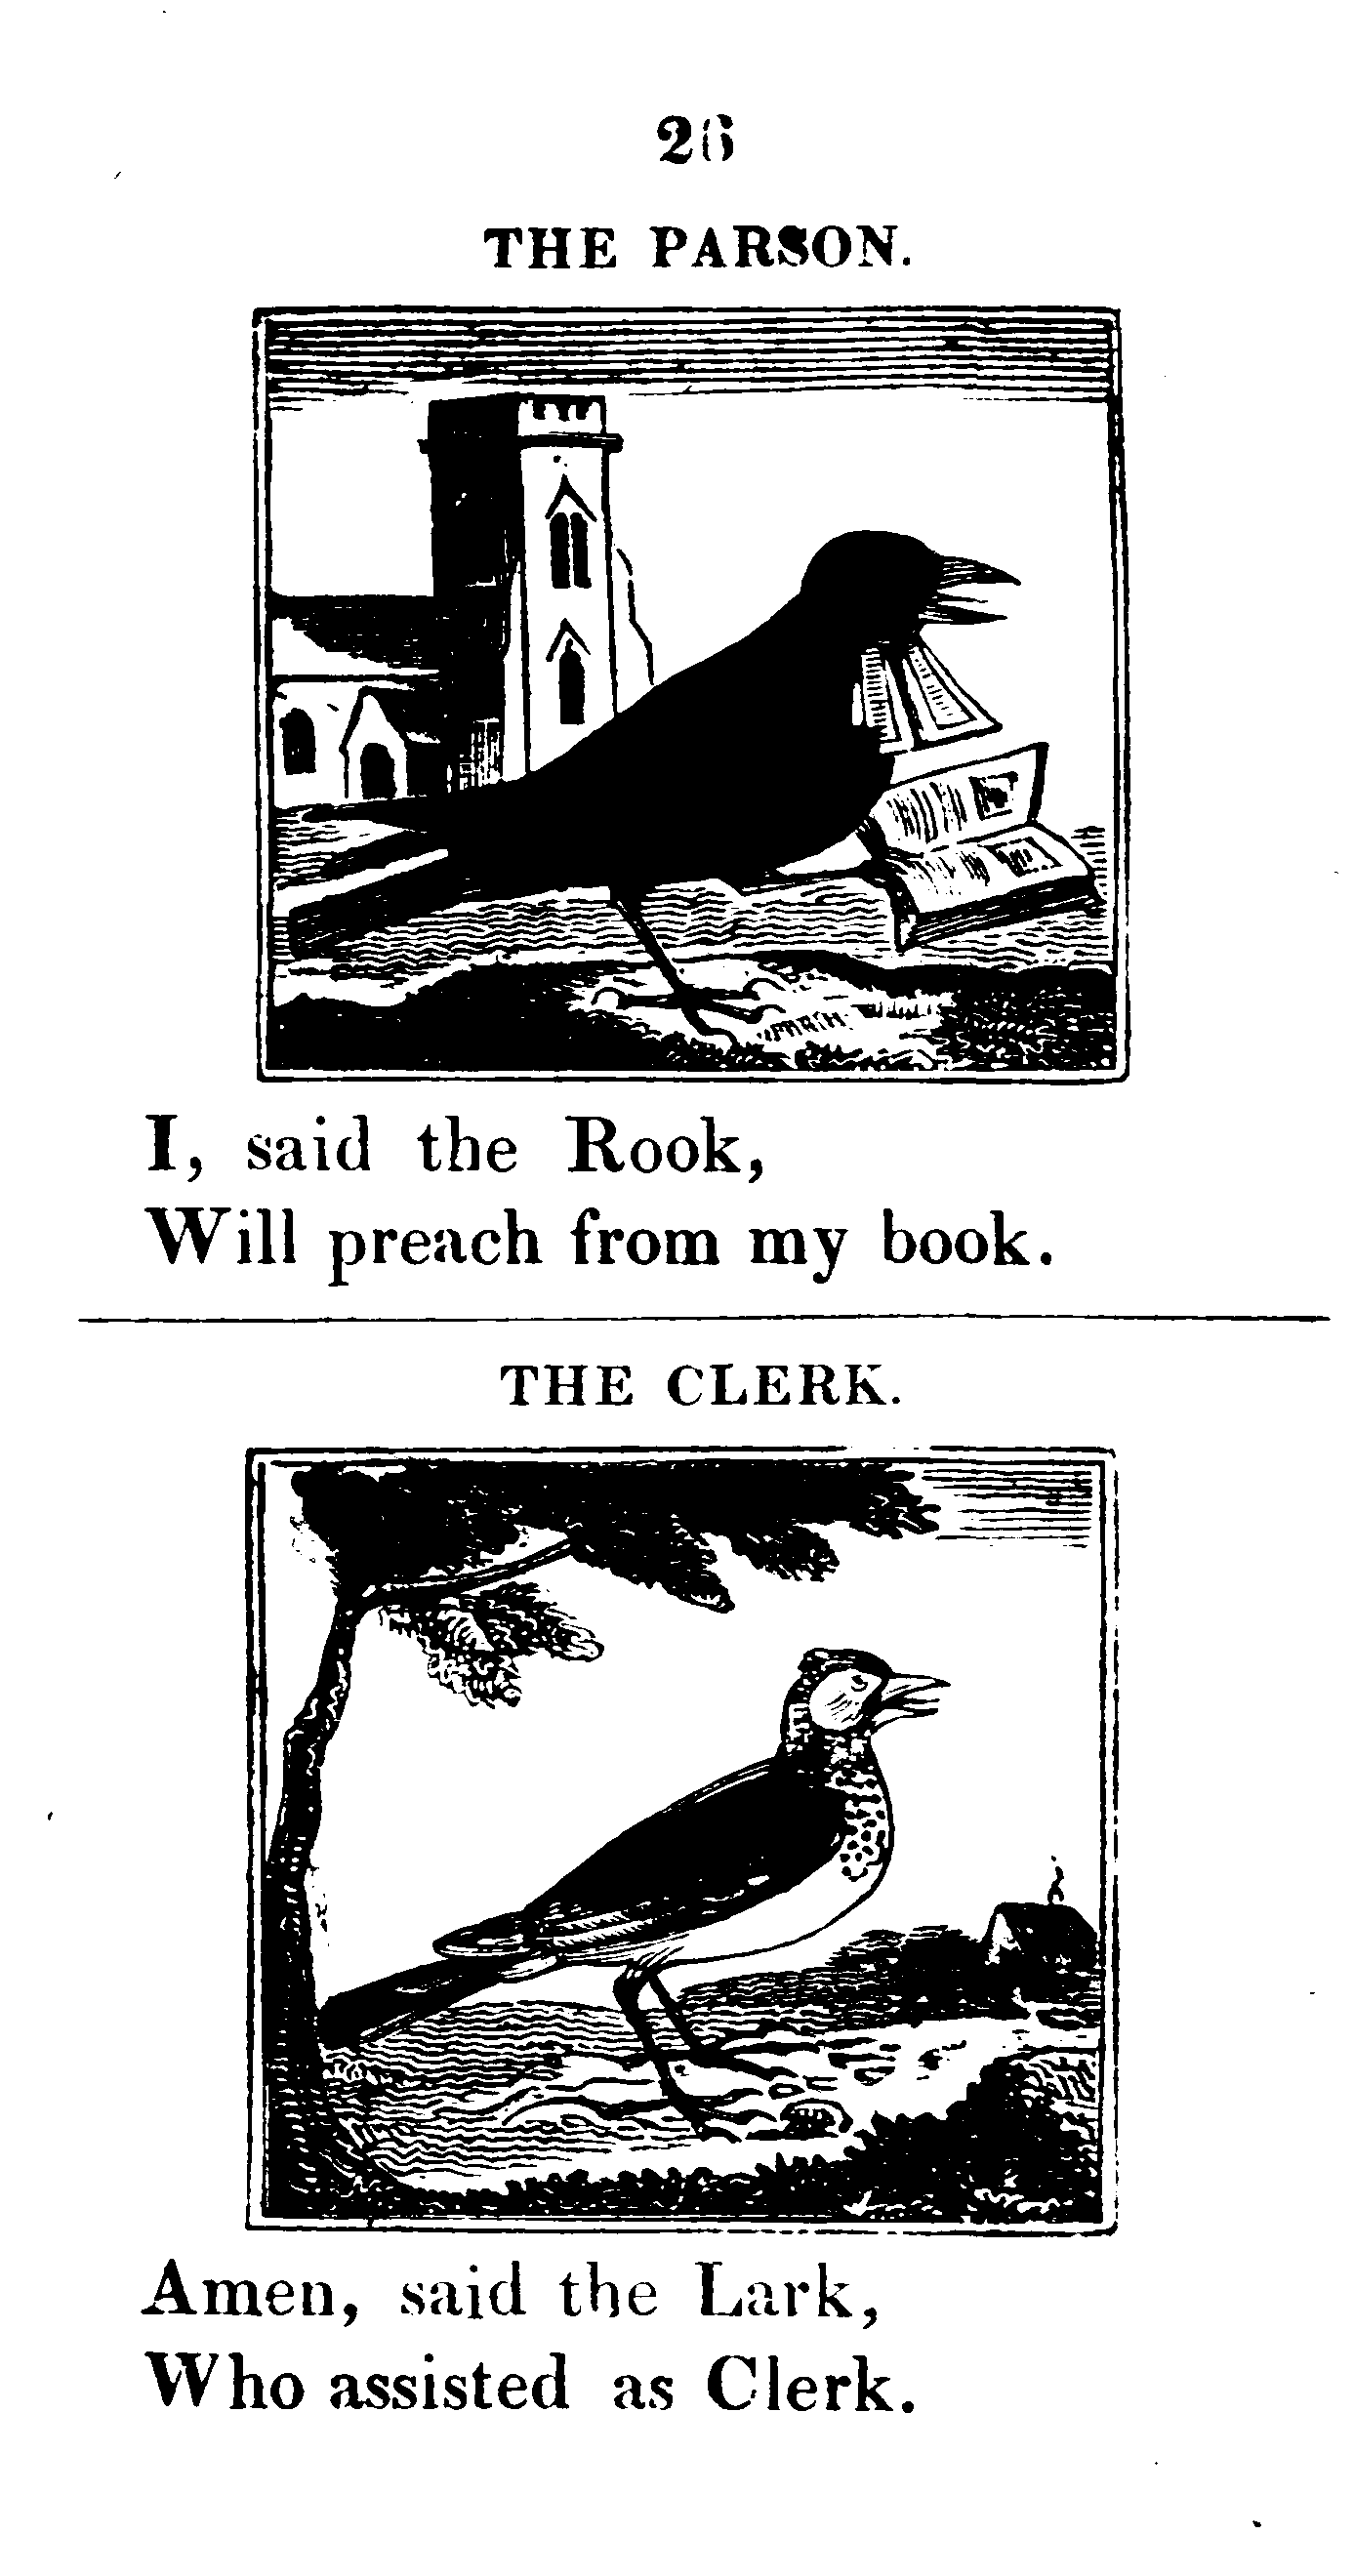 26
THE PARSON.
I, said the Rook,
Will preach from my book.
THE CLERK.
Amen, said the Lark,
Who assisted as Clerk.